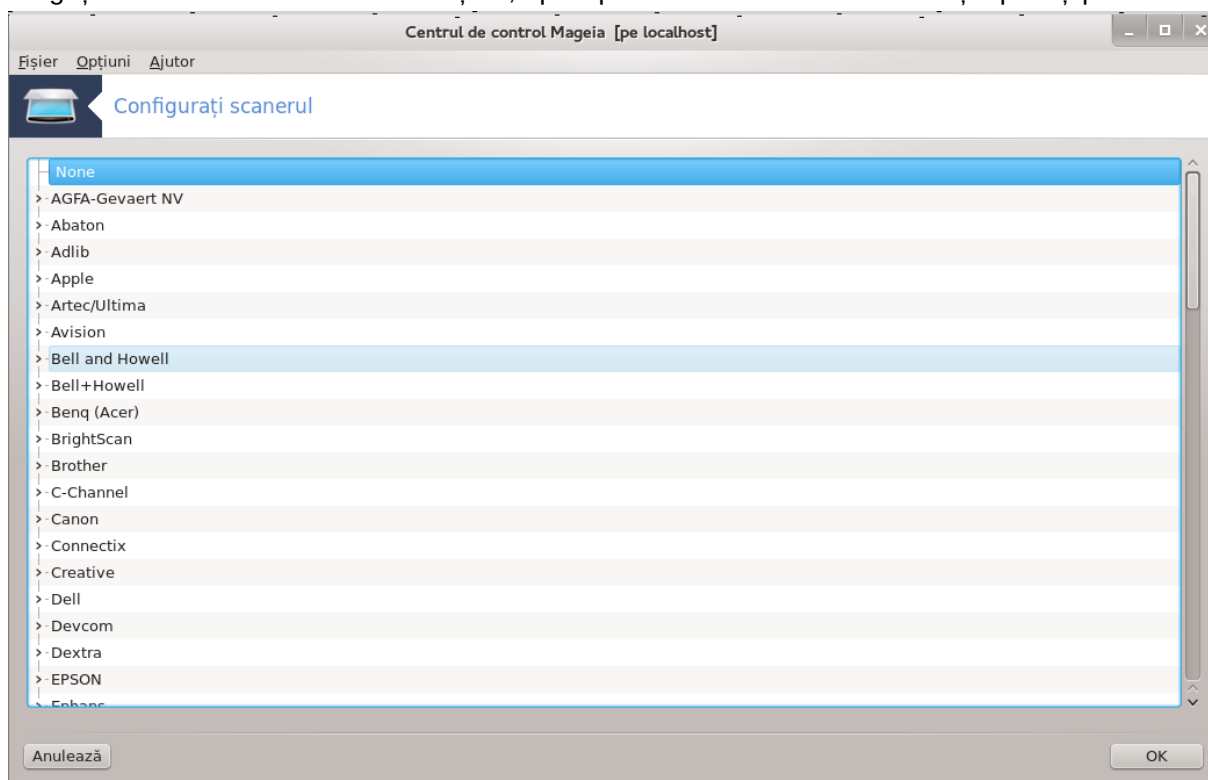 Centrul de control Mageia [pe localhost]
Fișier Opțiuni Ajutor
Configurați scanerul
None
AGFA-Gevaert NV
Abaton
Adlib
Apple
Artec/Ultima
Avision
Bell and Howell
Bell+Howell
Benq (Acer)
BrightScan
Brother
C-Channel
Canon
Connectix
Creative
Dell
Devcom
Dextra
EPSON
Anulează OK